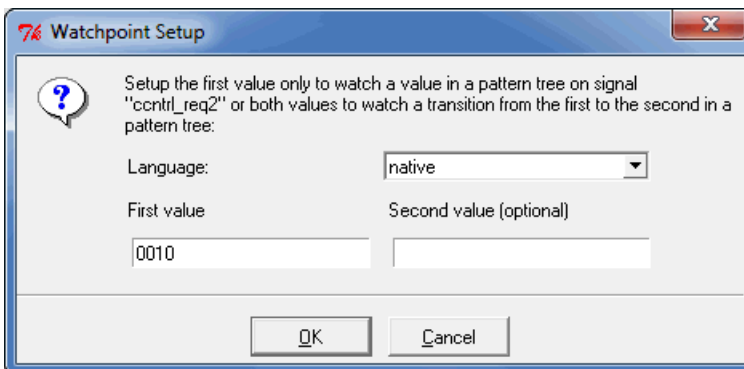 Watchpoint Setup
Setup the first value only to watch a value in a pattern tree on signal
"ccntrl_req2" or both values to watch a transition from the first to the second in a
pattern tree:
Language: native
First value Second value (optional)
0010
OK Cancel